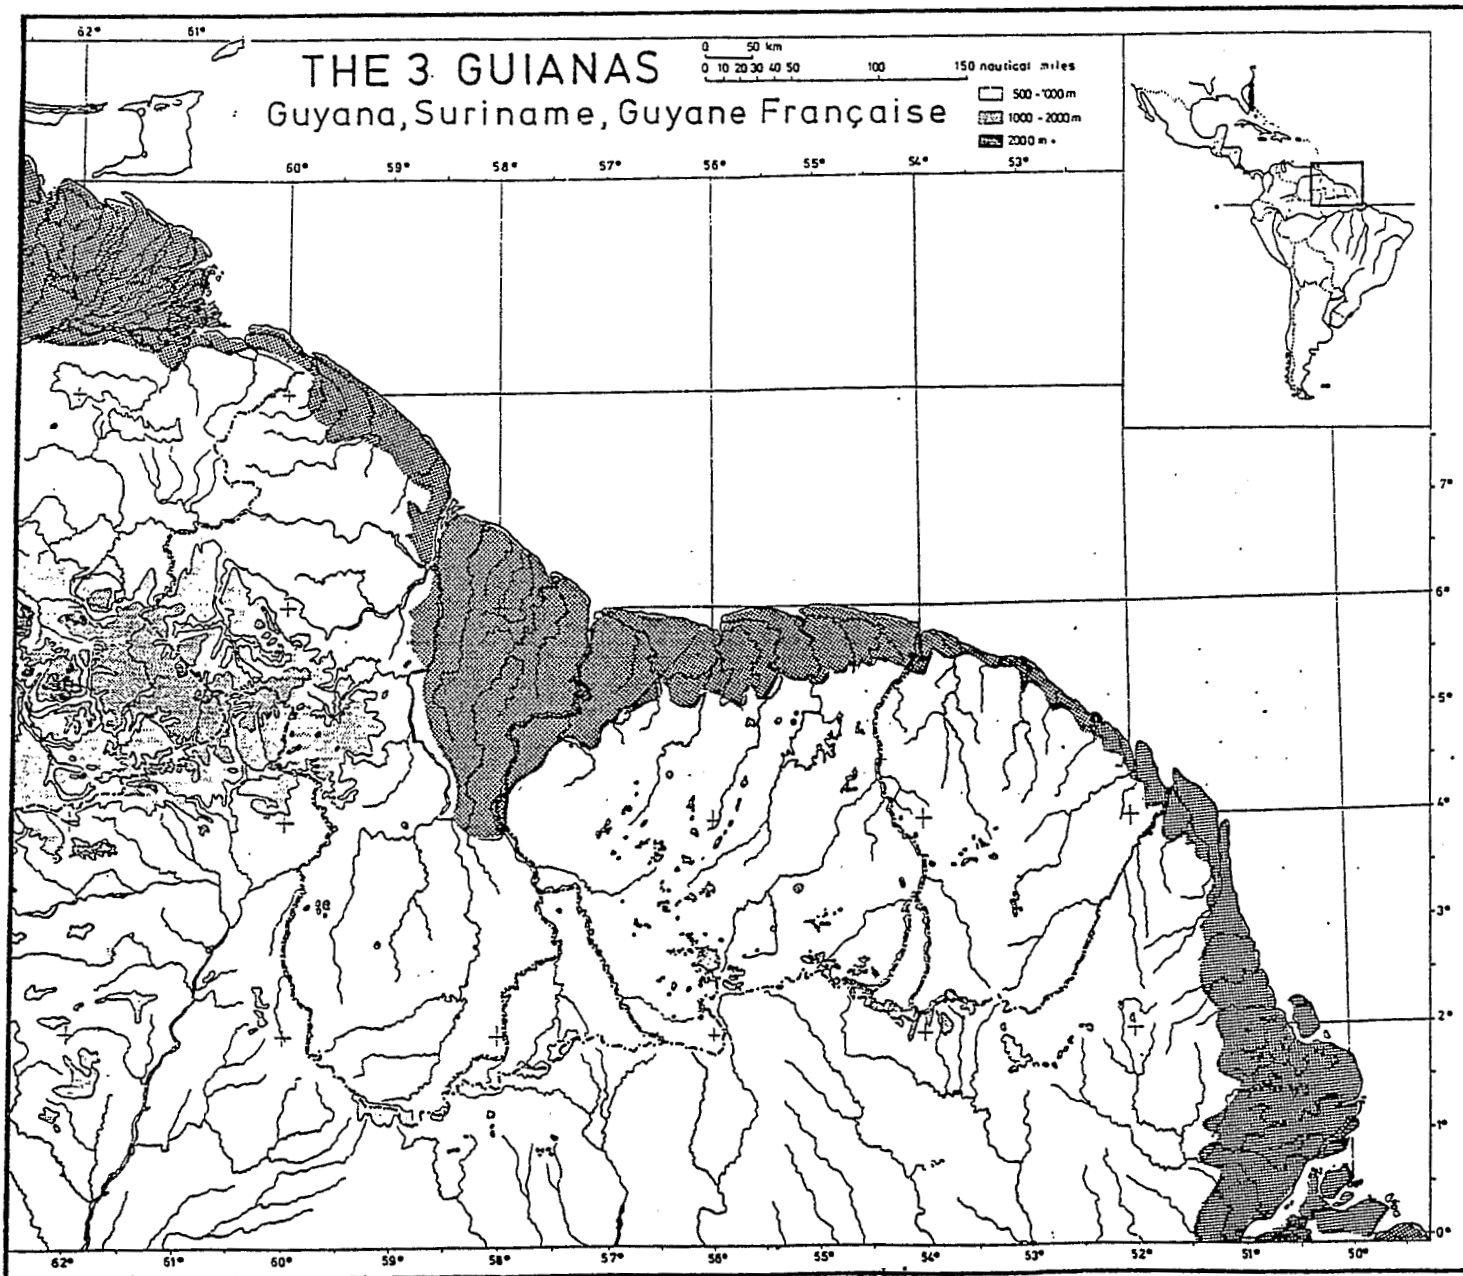 62° 61°
THE 3 GUIANAS
Guyana, Suriname, Guyane Française
0 50 km
0 10 20 30 40 50 100 150 nautical miles
500 - 1000 m
1000 - 2000 m
2000 m +
60° 59° 58° 57° 56° 55° 54° 53°
7°
6°
5°
4°
3°
2°
1°
0°
62° 61° 60° 59° 58° 57° 56° 55° 54° 53° 52° 51° 50°